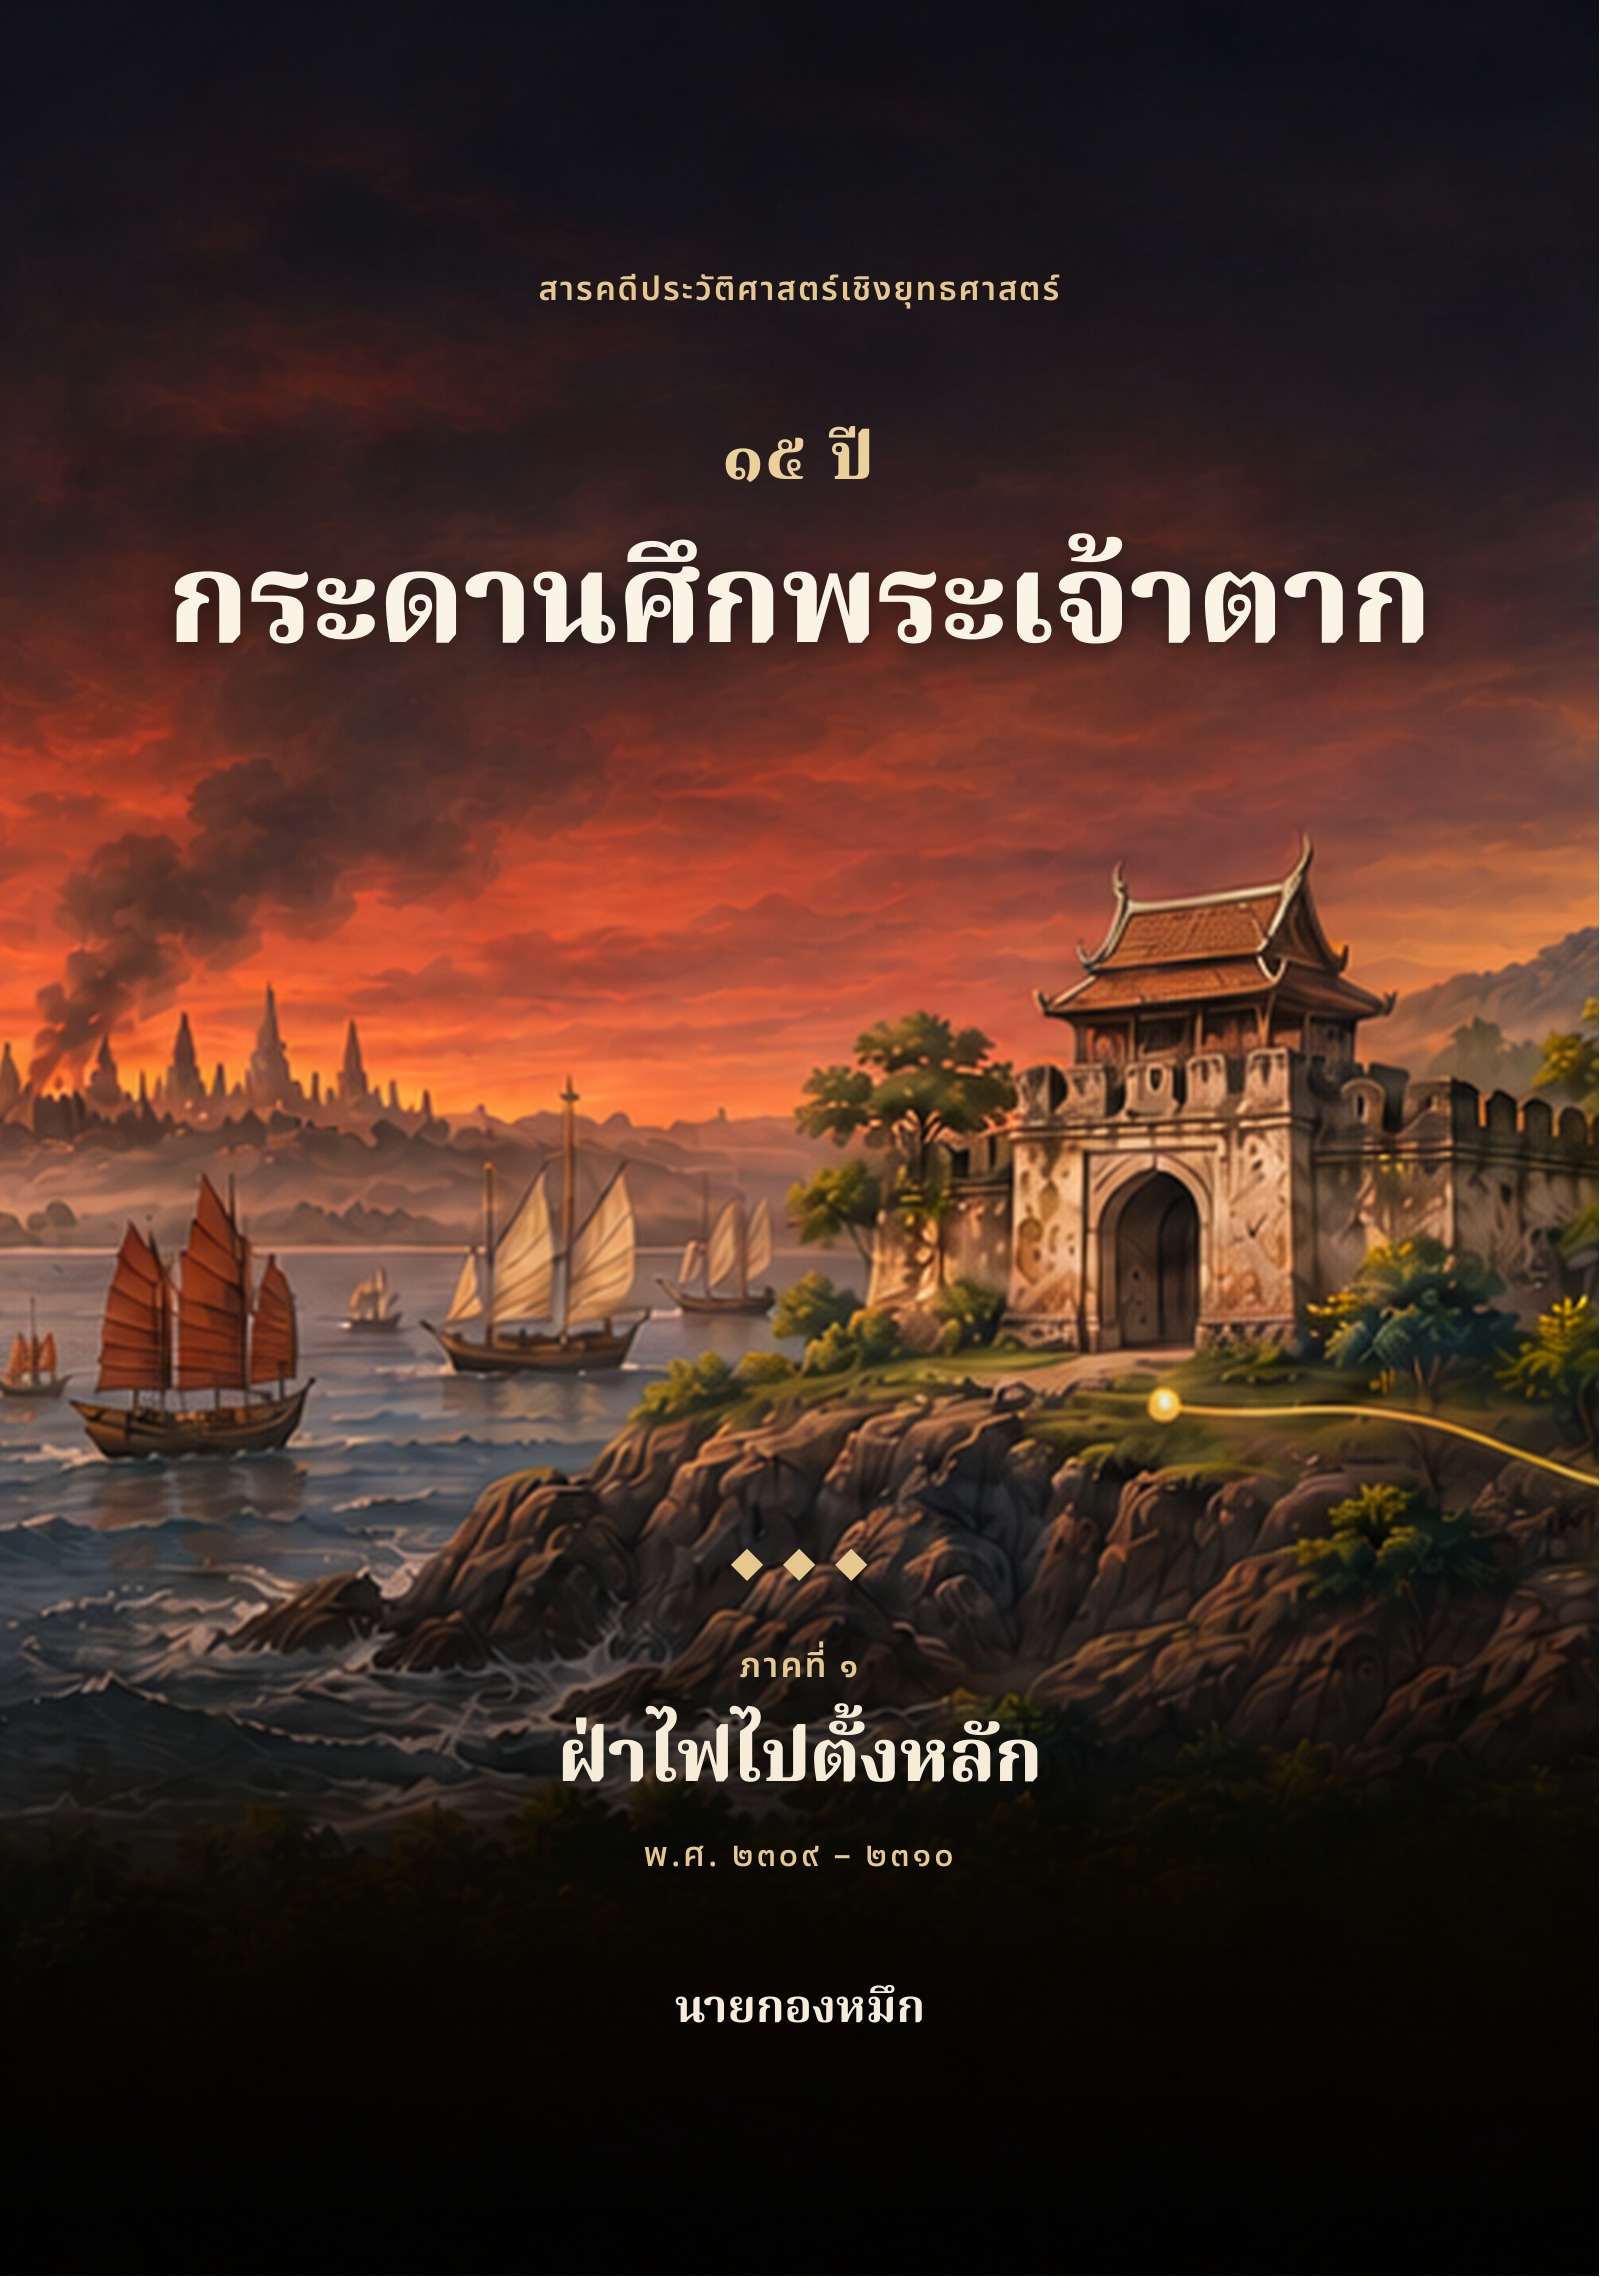 สารคดีประวัติศาสตร์เชิงยุทธศาสตร์
๑๕ ปี
กระดานศึกพระเจ้าตาก
ภาคที่ ๑
ฝ่าไฟไปตั้งหลัก
พ.ศ. ๒๓๐๙ – ๒๓๑๐
นายกองหมึก